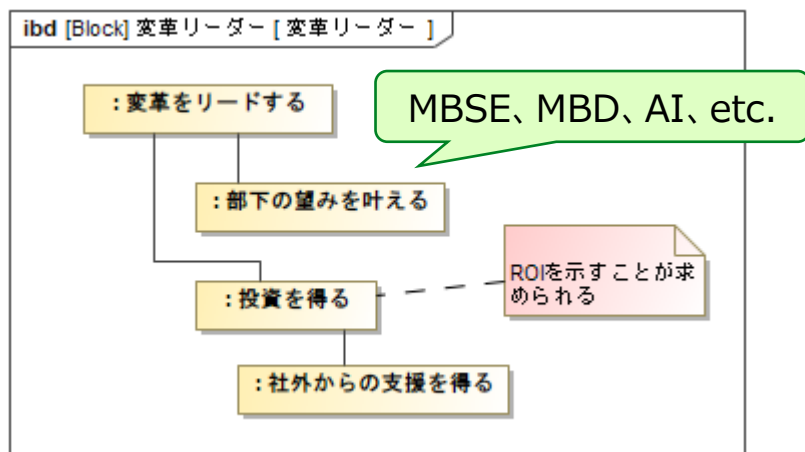 ibd [Block] 変革リーダー [ 変革リーダー ]
: 変革をリードする
MBSE、MBD、AI、etc.
: 部下の望みを叶える
ROIを示すことが求
められる
: 投資を得る
: 社外からの支援を得る